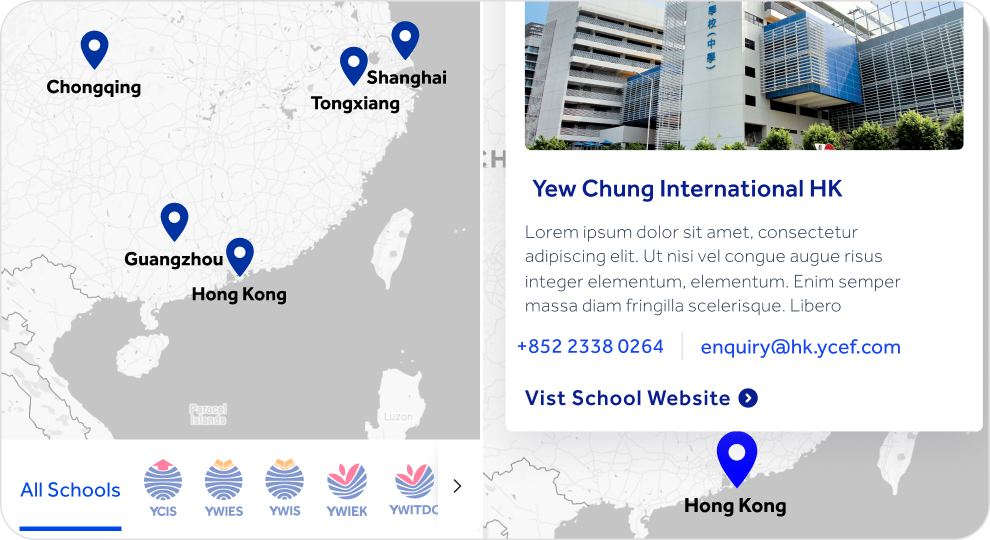 Chongqing
Shanghai
Tongxiang
Guangzhou
Hong Kong
Paracel
Islands
Luzon
All Schools
YCIS
YWIES
YWIS
YWIEK
YWITDC
CH
學校（中學）
Yew Chung International HK
Lorem ipsum dolor sit amet, consectetur
adipiscing elit. Ut nisi vel congue augue risus
integer elementum, elementum. Enim semper
massa diam fringilla scelerisque. Libero
+852 2338 0264
enquiry@hk.ycef.com
Vist School Website
Hong Kong